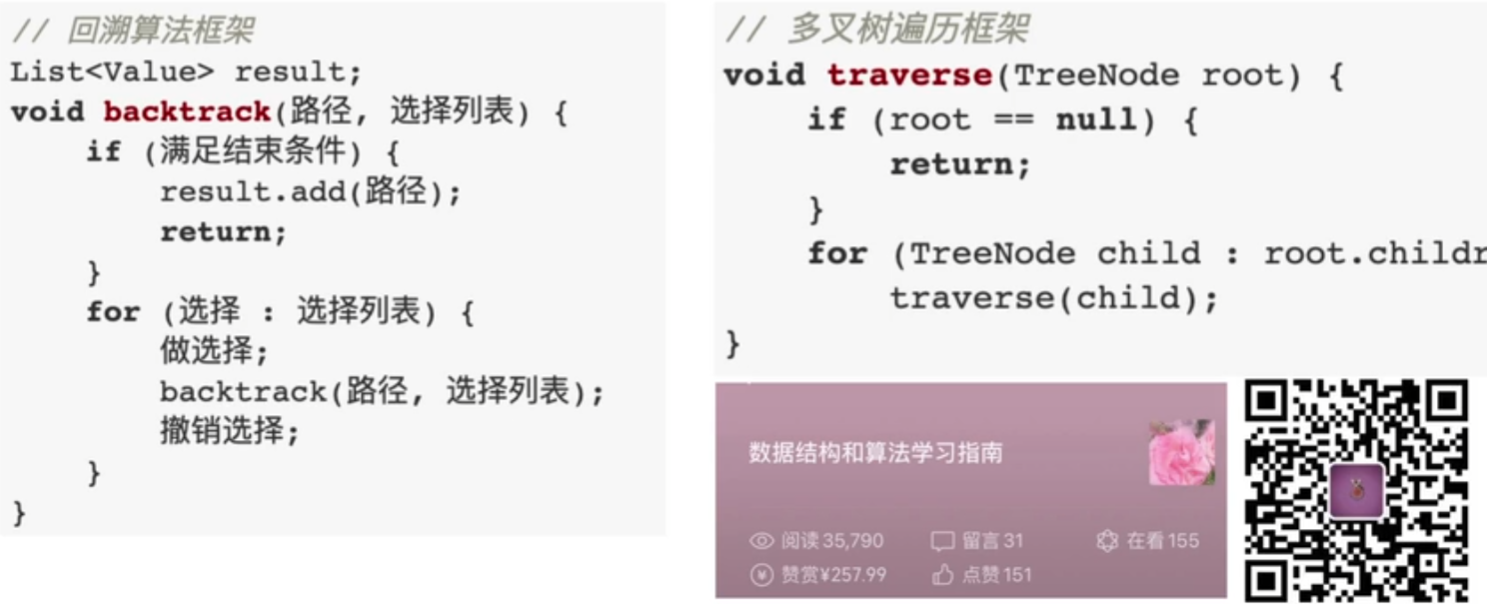 // 回溯算法框架
List<Value> result;
void backtrack(路径, 选择列表) {
if (满足结束条件) {
result.add(路径);
return;
}
for (选择 : 选择列表) {
做选择;
backtrack(路径, 选择列表);
撤销选择;
}
}
// 多叉树遍历框架
void traverse(TreeNode root) {
if (root == null) {
return;
}
for (TreeNode child : root.childr
traverse(child);
}
数据结构和算法学习指南
阅读 35,790 留言 31 在看 155
赞赏¥257.99 点赞 151